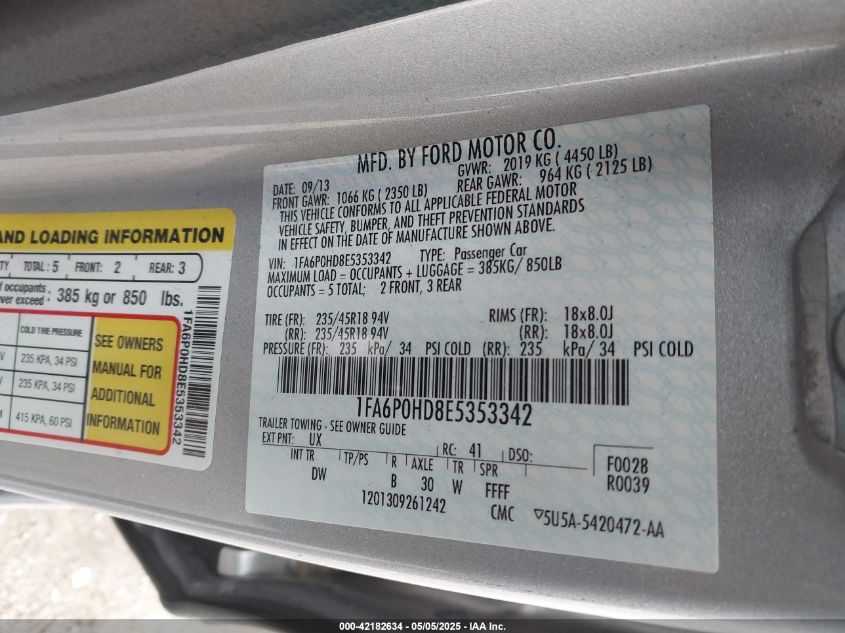 MFD. BY FORD MOTOR CO.
DATE: 09/13 GVWR: 2019 KG ( 4450 LB)
FRONT GAWR: 1066 KG ( 2350 LB) REAR GAWR: 964 KG ( 2125 LB)
THIS VEHICLE CONFORMS TO ALL APPLICABLE FEDERAL MOTOR
VEHICLE SAFETY, BUMPER, AND THEFT PREVENTION STANDARDS
IN EFFECT ON THE DATE OF MANUFACTURE SHOWN ABOVE.
VIN: 1FA6P0HD8E5353342 TYPE: Passenger Car
MAXIMUM LOAD = OCCUPANTS + LUGGAGE = 385KG/ 850LB
OCCUPANTS = 5 TOTAL; 2 FRONT, 3 REAR
TIRE (FR): 235/45R18 94V RIMS (FR): 18x8.0J
(RR): 235/45R18 94V (RR): 18x8.0J
PRESSURE (FR): 235 kPa/ 34 PSI COLD (RR): 235 kPa/ 34 PSI COLD
1FA6P0HD8E5353342
TRAILER TOWING - SEE OWNER GUIDE
EXT PNT: UX RC: 41 DSO:
INT TR TP/PS R AXLE TR SPR F0028
DW B 30 W FFFF R0039
1201309261242 CMC 5U5A-5420472-AA
AND LOADING INFORMATION
TOTAL: 5 FRONT: 2 REAR: 3
of occupants
ever exceed : 385 kg or 850 lbs.
COLD TIRE PRESSURE
235 KPA, 34 PSI
235 KPA, 34 PSI
415 KPA, 60 PSI
SEE OWNERS
MANUAL FOR
ADDITIONAL
INFORMATION
1FA6P0HD8E5353342
000-42182634 - 05/05/2025 - IAA Inc.